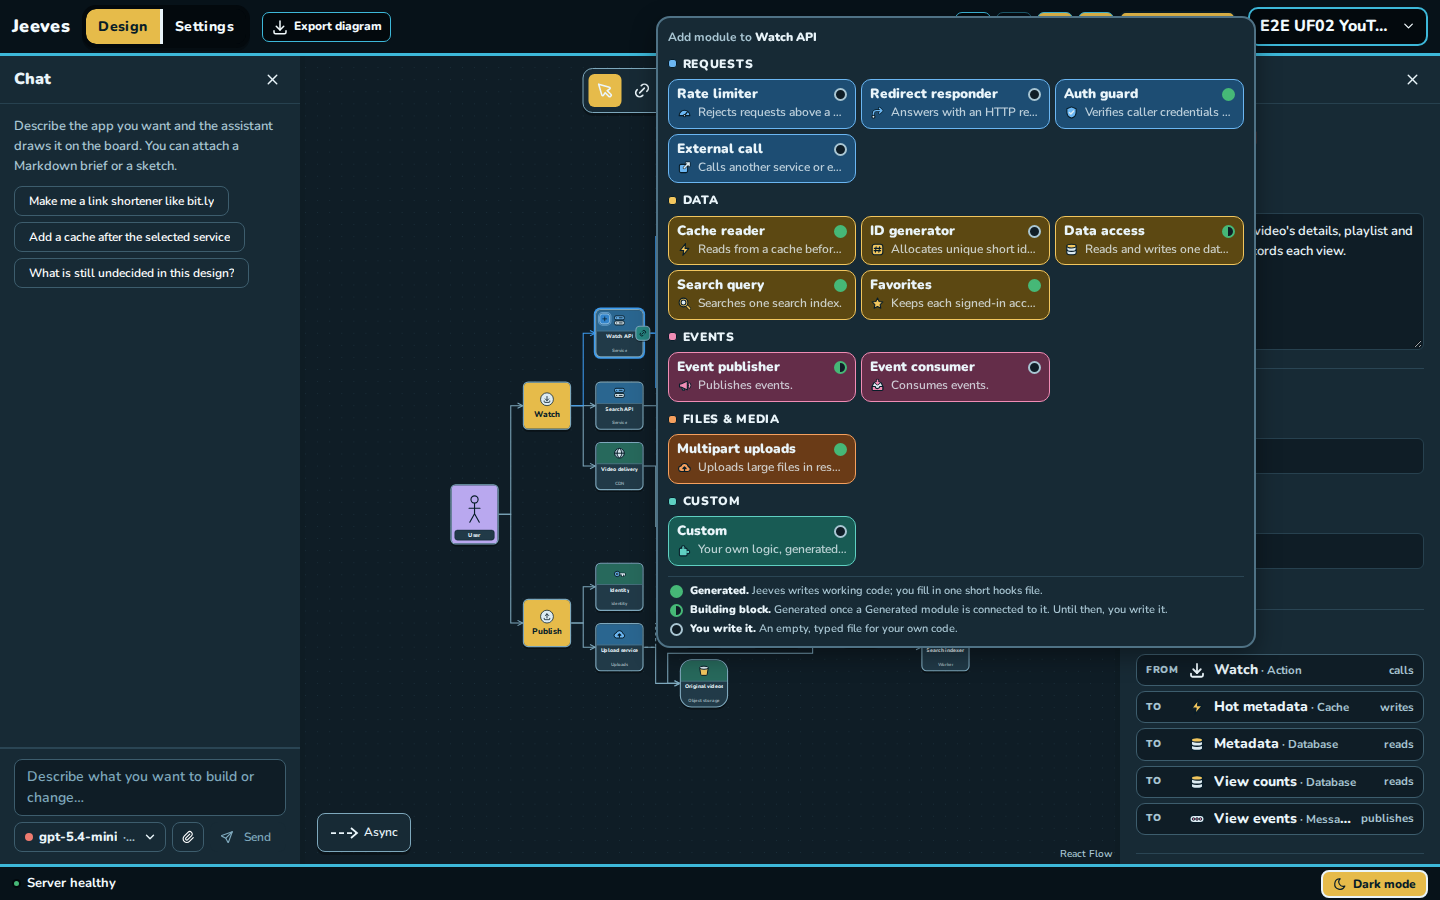 Jeeves
Design
Settings
Export diagram
E2E UF02 YouT...
Chat
Describe the app you want and the assistant
draws it on the board. You can attach a
Markdown brief or a sketch.
Make me a link shortener like bit.ly
Add a cache after the selected service
What is still undecided in this design?
Describe what you want to build or
change...
gpt-5.4-mini ·...
Send
Watch API
Service
Watch
Search API
Service
Video delivery
CDN
User
Identity
Identity
Publish
Upload service
Uploads
Original videos
Object storage
Search indexer
Worker
Async
React Flow
Add module to Watch API
REQUESTS
Rate limiter
Rejects requests above a ...
Redirect responder
Answers with an HTTP re...
Auth guard
Verifies caller credentials ...
External call
Calls another service or e...
DATA
Cache reader
Reads from a cache befor...
ID generator
Allocates unique short id...
Data access
Reads and writes one dat...
Search query
Searches one search index.
Favorites
Keeps each signed-in acc...
EVENTS
Event publisher
Publishes events.
Event consumer
Consumes events.
FILES & MEDIA
Multipart uploads
Uploads large files in res...
CUSTOM
Custom
Your own logic, generated...
Generated. Jeeves writes working code; you fill in one short hooks file.
Building block. Generated once a Generated module is connected to it. Until then, you write it.
You write it. An empty, typed file for your own code.
video's details, playlist and
ords each view.
FROM Watch · Action calls
TO Hot metadata · Cache writes
TO Metadata · Database reads
TO View counts · Database reads
TO View events · Messa... publishes
Server healthy
Dark mode